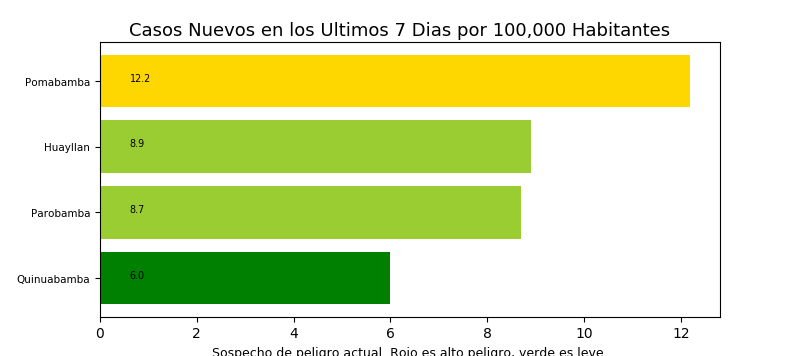 Casos Nuevos en los Ultimos 7 Dias por 100,000 Habitantes
Pomabamba 12.2
Huayllan 8.9
Parobamba 8.7
Quinuabamba 6.0
0 2 4 6 8 10 12
Sospecho de peligro actual. Rojo es alto peligro, verde es leve